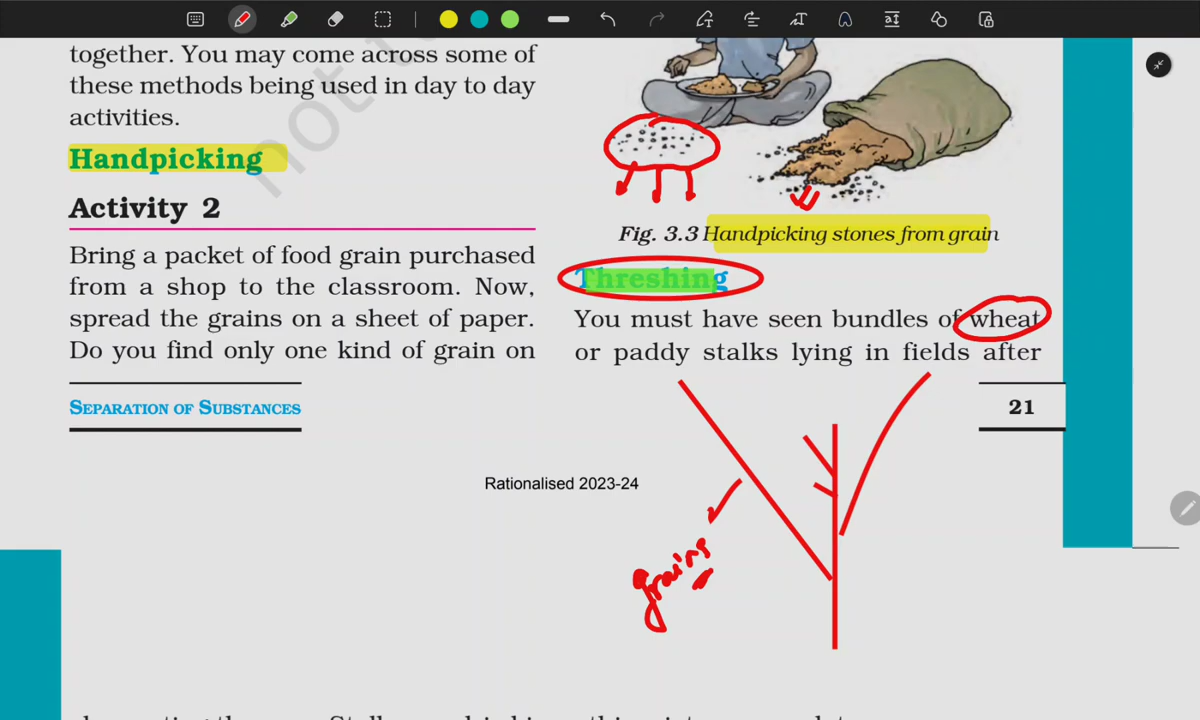 together. You may come across some of
these methods being used in day to day
activities.
Handpicking
Activity 2
Bring a packet of food grain purchased
from a shop to the classroom. Now,
spread the grains on a sheet of paper.
Do you find only one kind of grain on
Fig. 3.3 Handpicking stones from grain
Threshing
You must have seen bundles of wheat
or paddy stalks lying in fields after
SEPARATION OF SUBSTANCES
21
Rationalised 2023-24
grains
not t